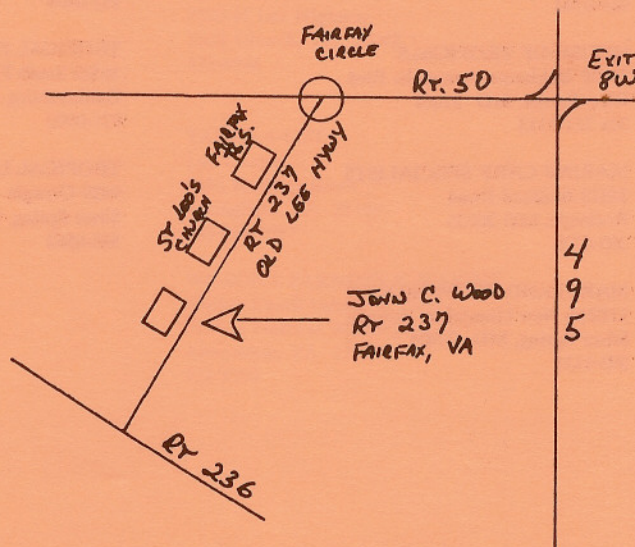 FAIRFAX
CIRCLE
RT. 50
EXIT
8W
FAIRFAX
H.S.
RT 237
OLD LEE HYWY
ST LEO'S
CHURCH
4
9
5
JOHN C. WOOD
RT 237
FAIRFAX, VA
RT 236